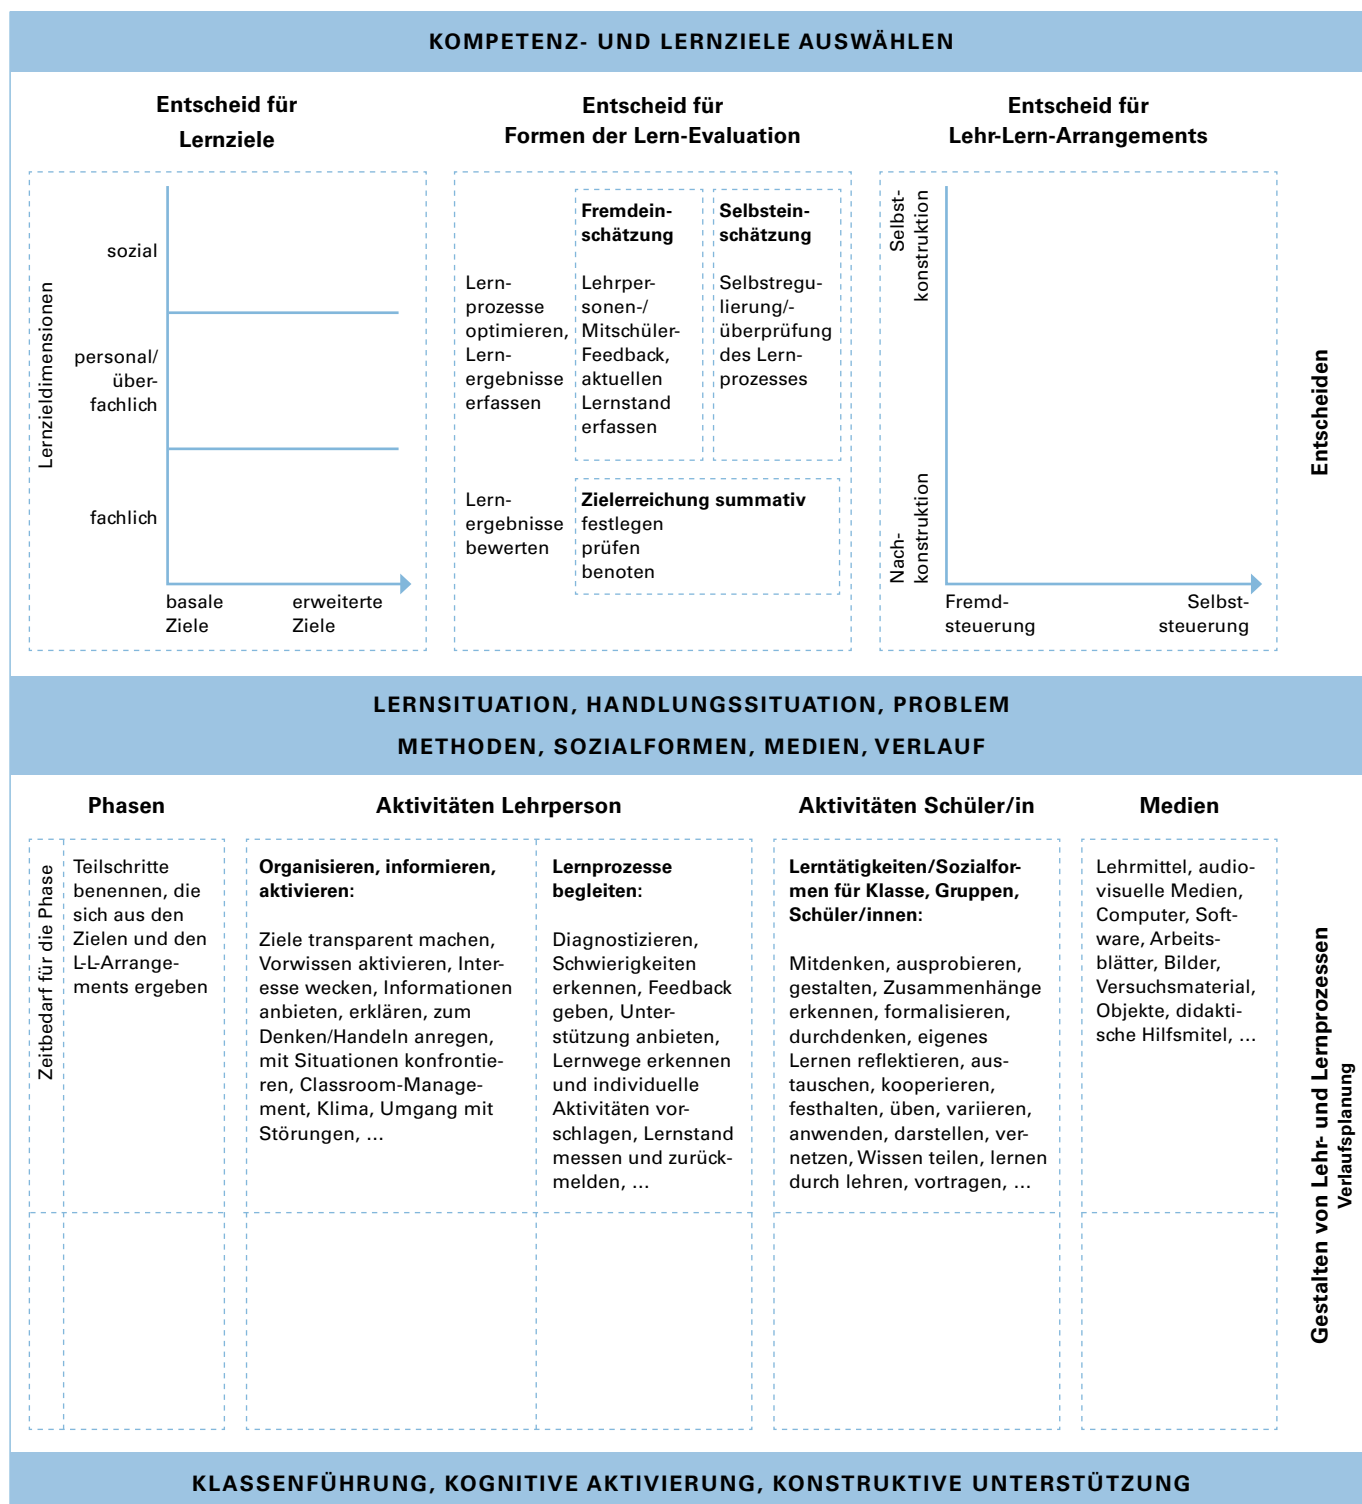 KOMPETENZ- UND LERNZIELE AUSWÄHLEN
Entscheid für
Lernziele
Lernzieldimensionen
sozial
personal/
über-
fachlich
fachlich
basale
Ziele
erweiterte
Ziele
Entscheid für
Formen der Lern-Evaluation
Lern-
prozesse
optimieren,
Lern-
ergebnisse
erfassen
Fremdein-
schätzung
Lehrper-
sonen-/
Mitschüler-
Feedback,
aktuellen
Lernstand
erfassen
Selbstein-
schätzung
Selbstregu-
lierung/-
überprüfung
des Lern-
prozesses
Lern-
ergebnisse
bewerten
Zielerreichung summativ
festlegen
prüfen
benoten
Entscheid für
Lehr-Lern-Arrangements
Selbst-
konstruktion
Nach-
konstruktion
Fremd-
steuerung
Selbst-
steuerung
Entscheiden
LERNSITUATION, HANDLUNGSSITUATION, PROBLEM
METHODEN, SOZIALFORMEN, MEDIEN, VERLAUF
Phasen
Zeitbedarf für die Phase
Teilschritte
benennen, die
sich aus den
Zielen und den
L-L-Arrange-
ments ergeben
Aktivitäten Lehrperson
Organisieren, informieren,
aktivieren:
Ziele transparent machen,
Vorwissen aktivieren, Inter-
esse wecken, Informationen
anbieten, erklären, zum
Denken/Handeln anregen,
mit Situationen konfrontie-
ren, Classroom-Manage-
ment, Klima, Umgang mit
Störungen, …
Lernprozesse
begleiten:
Diagnostizieren,
Schwierigkeiten
erkennen, Feedback
geben, Unter-
stützung anbieten,
Lernwege erkennen
und individuelle
Aktivitäten vor-
schlagen, Lernstand
messen und zurück-
melden, …
Aktivitäten Schüler/in
Lerntätigkeiten/Sozialfor-
men für Klasse, Gruppen,
Schüler/innen:
Mitdenken, ausprobieren,
gestalten, Zusammenhänge
erkennen, formalisieren,
durchdenken, eigenes
Lernen reflektieren, aus-
tauschen, kooperieren,
festhalten, üben, variieren,
anwenden, darstellen, ver-
netzen, Wissen teilen, lernen
durch lehren, vortragen, …
Medien
Lehrmittel, audio-
visuelle Medien,
Computer, Soft-
ware, Arbeits-
blätter, Bilder,
Versuchsmaterial,
Objekte, didakti-
sche Hilfsmitel, …
Gestalten von Lehr- und Lernprozessen
Verlaufsplanung
KLASSENFÜHRUNG, KOGNITIVE AKTIVIERUNG, KONSTRUKTIVE UNTERSTÜTZUNG